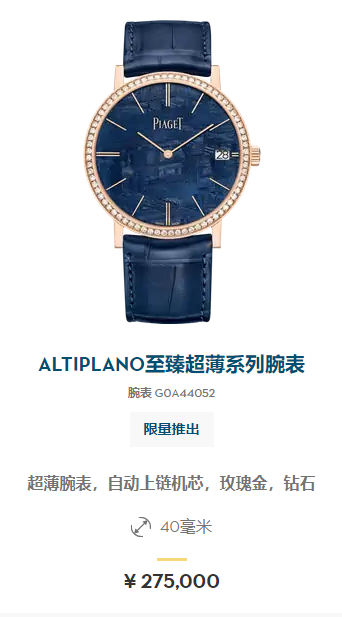 PIAGET
28
ALTIPLANO至臻超薄系列腕表
腕表 G0A44052
限量推出
超薄腕表，自动上链机芯，玫瑰金，钻石
40毫米
¥ 275,000